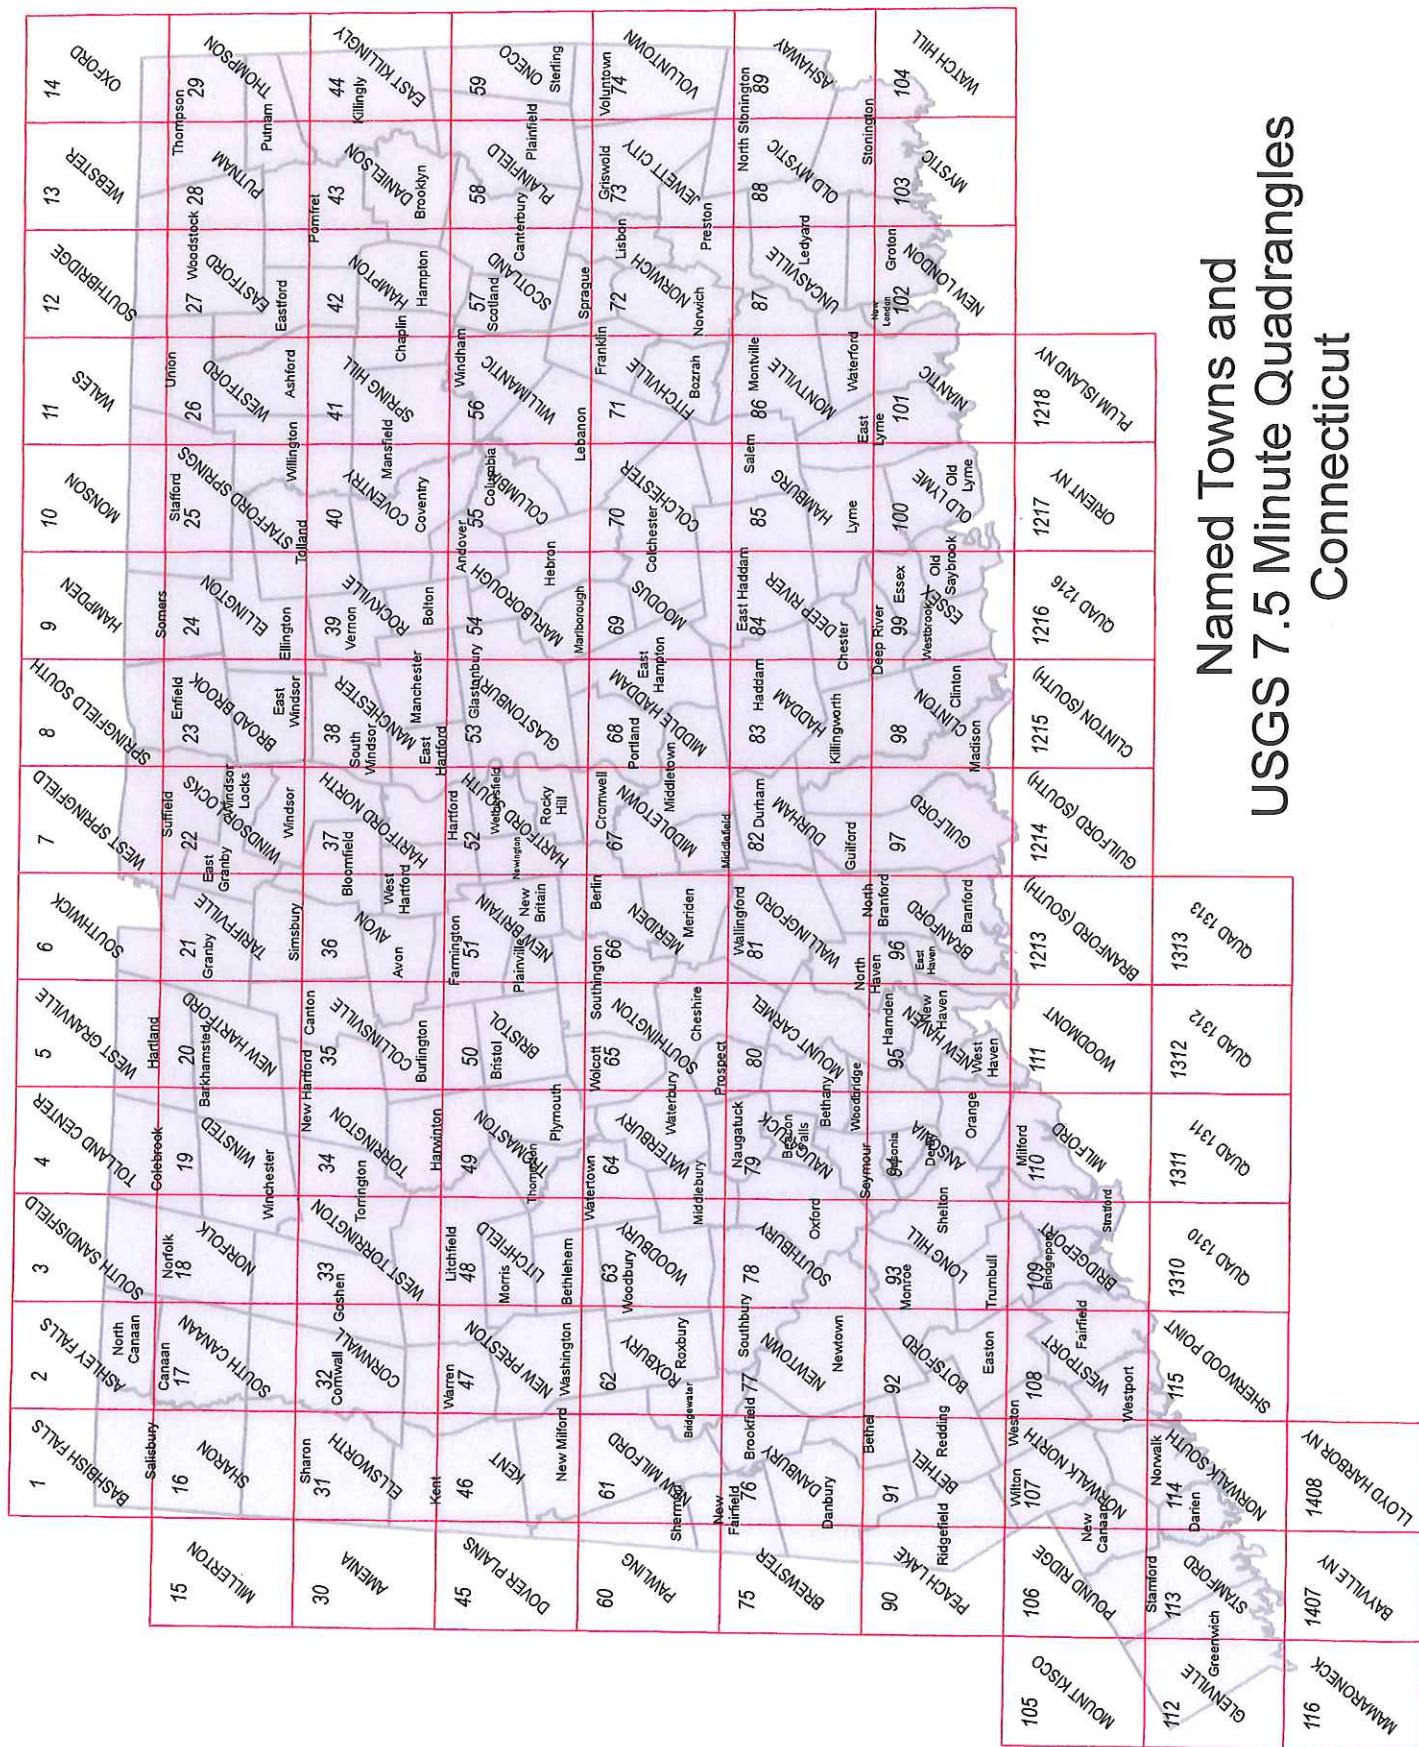 1
BASHBISH FALLS
2
ASHLEY FALLS
North
Canaan
3
SOUTH SANDISFIELD
4
TOLLAND CENTER
5
WEST GRANVILLE
6
SOUTHWICK
7
WEST SPRINGFIELD
8
SPRINGFIELD SOUTH
9
HAMPDEN
10
MONSON
11
WALES
12
SOUTHBRIDGE
13
WEBSTER
14
OXFORD
15
MILLERTON
Salisbury
16
SHARON
Canaan
17
SOUTH CANAAN
Norfolk
18
NORFOLK
Colebrook
19
WINSTED
Winchester
Hartland
20
Barkhamsted
NEW HARTFORD
21
Granby
TARIFFVILLE
Simsbury
Suffield
22
East
Granby
WINDSOR LOCKS
Windsor
Locks
Windsor
Enfield
23
BROAD BROOK
East
Windsor
Somers
24
ELLINGTON
Ellington
Stafford
25
STAFFORD SPRINGS
Tolland
Willington
Union
26
WESTFORD
Ashford
27
Woodstock
EASTFORD
Eastford
28
PUTNAM
Pomfret
Thompson
29
THOMPSON
Putnam
30
AMENIA
Sharon
31
ELLSWORTH
32
Cornwall
CORNWALL
33
Goshen
WEST TORRINGTON
34
Torrington
TORRINGTON
New Hartford
Canton
35
COLLINSVILLE
Burlington
36
AVON
Avon
37
Bloomfield
West
Hartford
HARTFORD NORTH
38
South
Windsor
MANCHESTER
Manchester
East
Hartford
39
Vernon
ROCKVILLE
Bolton
40
COVENTRY
Coventry
41
Mansfield
SPRING HILL
Chaplin
42
HAMPTON
Hampton
43
DANIELSON
Brooklyn
44
Killingly
EAST KILLINGLY
45
DOVER PLAINS
Kent
46
KENT
New Milford
Warren
47
NEW PRESTON
Washington
Litchfield
48
Morris
LITCHFIELD
Bethlehem
Harwinton
49
THOMASTON
Thomaston
Plymouth
50
Bristol
BRISTOL
Farmington
51
Plainville
NEW BRITAIN
New
Britain
Hartford
52
Wethersfield
Newington
HARTFORD SOUTH
Rocky
Hill
Glastonbury
53
GLASTONBURY
54
MARLBOROUGH
Marlborough
Hebron
Andover
55
Columbia
COLUMBIA
Windham
56
WILLIMANTIC
Lebanon
57
Scotland
SCOTLAND
58
Canterbury
PLAINFIELD
Plainfield
59
ONECO
Sterling
60
PAWLING
61
NEW MILFORD
Sherman
Bridgewater
62
ROXBURY
Roxbury
63
Woodbury
WOODBURY
Watertown
64
WATERBURY
Waterbury
Middlebury
Wolcott
Southington
65
SOUTHINGTON
Cheshire
Prospect
Berlin
66
MERIDEN
Meriden
Cromwell
67
MIDDLETOWN
Middletown
Middlefield
68
Portland
MIDDLE HADDAM
East
Hampton
69
MOODUS
70
Colchester
COLCHESTER
Franklin
71
FITCHVILLE
Bozrah
Sprague
72
NORWICH
Norwich
Lisbon
Griswold
73
JEWETT CITY
Preston
Voluntown
74
VOLUNTOWN
75
BREWSTER
New
Fairfield
76
Brookfield
DANBURY
Danbury
77
Southbury
NEWTOWN
Newtown
78
SOUTHBURY
Oxford
Naugatuck
79
Beacon
Falls
NAUGATUCK
Bethany
Woodbridge
80
MOUNT CARMEL
Wallingford
81
WALLINGFORD
North
Haven
82
Durham
DURHAM
Guilford
83
Haddam
HADDAM
Killingworth
East Haddam
84
DEEP RIVER
Chester
Salem
85
HAMBURG
Lyme
86
Montville
MONTVILLE
Waterford
87
UNCASVILLE
Ledyard
North Stonington
88
OLD MYSTIC
89
ASHAWAY
Stonington
90
PEACH LAKE
Ridgefield
Bethel
91
BETHEL
Redding
92
BOTSFORD
Easton
93
Monroe
LONG HILL
Trumbull
Shelton
Seymour
ANSONIA
Orange
95
Hamden
NEW HAVEN
New
Haven
West
Haven
North
Branford
96
East
Haven
BRANFORD
Branford
97
GUILFORD
98
CLINTON
Clinton
Madison
Deep River
99
Essex
Westbrook
ESSEX
Old
Saybrook
100
OLD LYME
Old
Lyme
East
Lyme
101
NIANTIC
New
London
102
Groton
NEW LONDON
103
MYSTIC
104
WATCH HILL
105
MOUNT KISCO
106
POUND RIDGE
Wilton
107
Weston
NORWALK NORTH
New
Canaan
108
WESTPORT
Westport
Fairfield
109
Bridgeport
BRIDGEPORT
Stratford
Milford
110
MILFORD
111
WOODMONT
1213
BRANFORD (SOUTH)
1214
GUILFORD (SOUTH)
1215
CLINTON (SOUTH)
1216
QUAD 1216
1217
ORIENT NY
1218
PLUM ISLAND NY
112
GLENVILLE
Greenwich
Stamford
113
STAMFORD
Norwalk
114
Darien
NORWALK SOUTH
115
SHERWOOD POINT
1310
QUAD 1310
1311
QUAD 1311
1312
QUAD 1312
1313
QUAD 1313
116
MAMARONECK
1407
BAYVILLE NY
1408
LLOYD HARBOR NY
Named Towns and
USGS 7.5 Minute Quadrangles
Connecticut